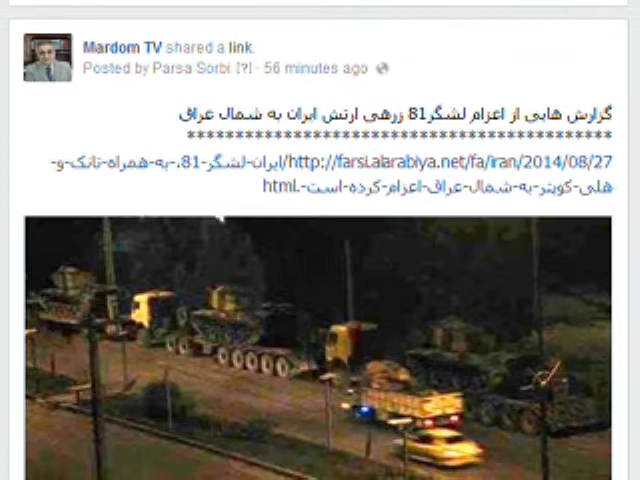 Mardom TV shared a link.
Posted by Parsa Sorbi [?] · 56 minutes ago
گزارش هایی از اعزام لشگر81 زرهی ارتش ایران به شمال عراق
********************************************
http://farsi.alarabiya.net/fa/iran/2014/08/27/ایران-لشگر-81،-به-همراه-تانک-و-
هلی-کوپتر-به-شمال-عراق-اعزام-کرده-است-.html